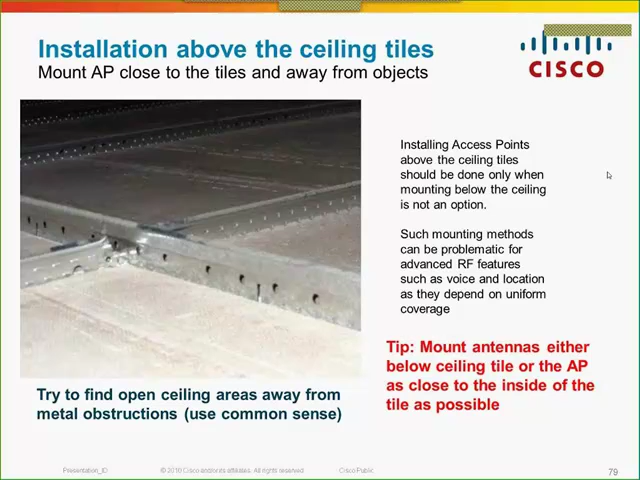 Installation above the ceiling tiles
Mount AP close to the tiles and away from objects
CISCO
Installing Access Points
above the ceiling tiles
should be done only when
mounting below the ceiling
is not an option.
Such mounting methods
can be problematic for
advanced RF features
such as voice and location
as they depend on uniform
coverage
Tip: Mount antennas either
below ceiling tile or the AP
as close to the inside of the
tile as possible
Try to find open ceiling areas away from
metal obstructions (use common sense)
Presentation_ID © 2010 Cisco and/or its affiliates. All rights reserved. Cisco Public 79